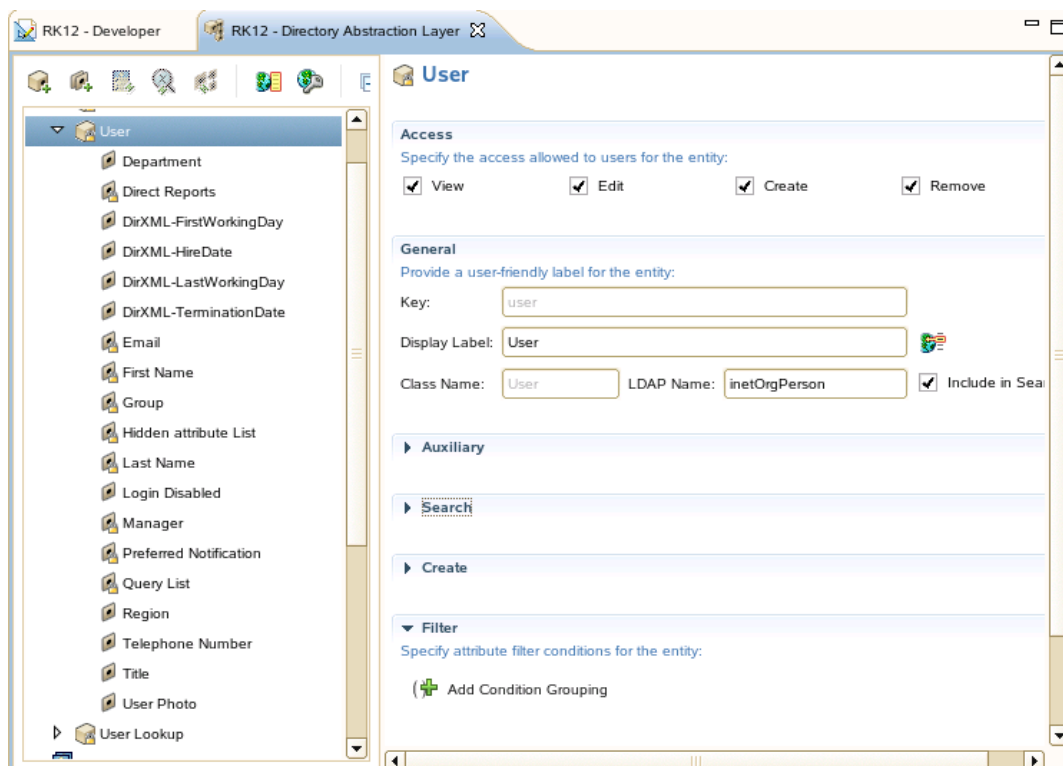 RK12 - Developer
RK12 - Directory Abstraction Layer
User
Department
Direct Reports
DirXML-FirstWorkingDay
DirXML-HireDate
DirXML-LastWorkingDay
DirXML-TerminationDate
Email
First Name
Group
Hidden attribute List
Last Name
Login Disabled
Manager
Preferred Notification
Query List
Region
Telephone Number
Title
User Photo
User Lookup
User
Access
Specify the access allowed to users for the entity:
View Edit Create Remove
General
Provide a user-friendly label for the entity:
Key: user
Display Label: User
Class Name: User LDAP Name: inetOrgPerson Include in Sea
Auxiliary
Search
Create
Filter
Specify attribute filter conditions for the entity:
Add Condition Grouping